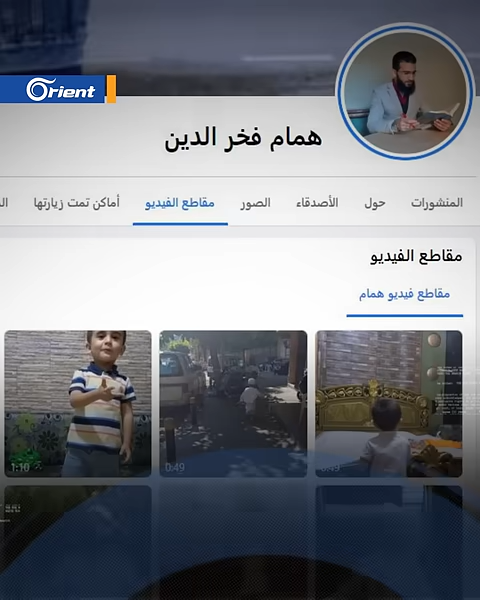 Orient
همام فخر الدين
المنشورات
حول
الأصدقاء
الصور
مقاطع الفيديو
أماكن تمت زيارتها
مقاطع الفيديو
مقاطع فيديو همام
1:10
0:49